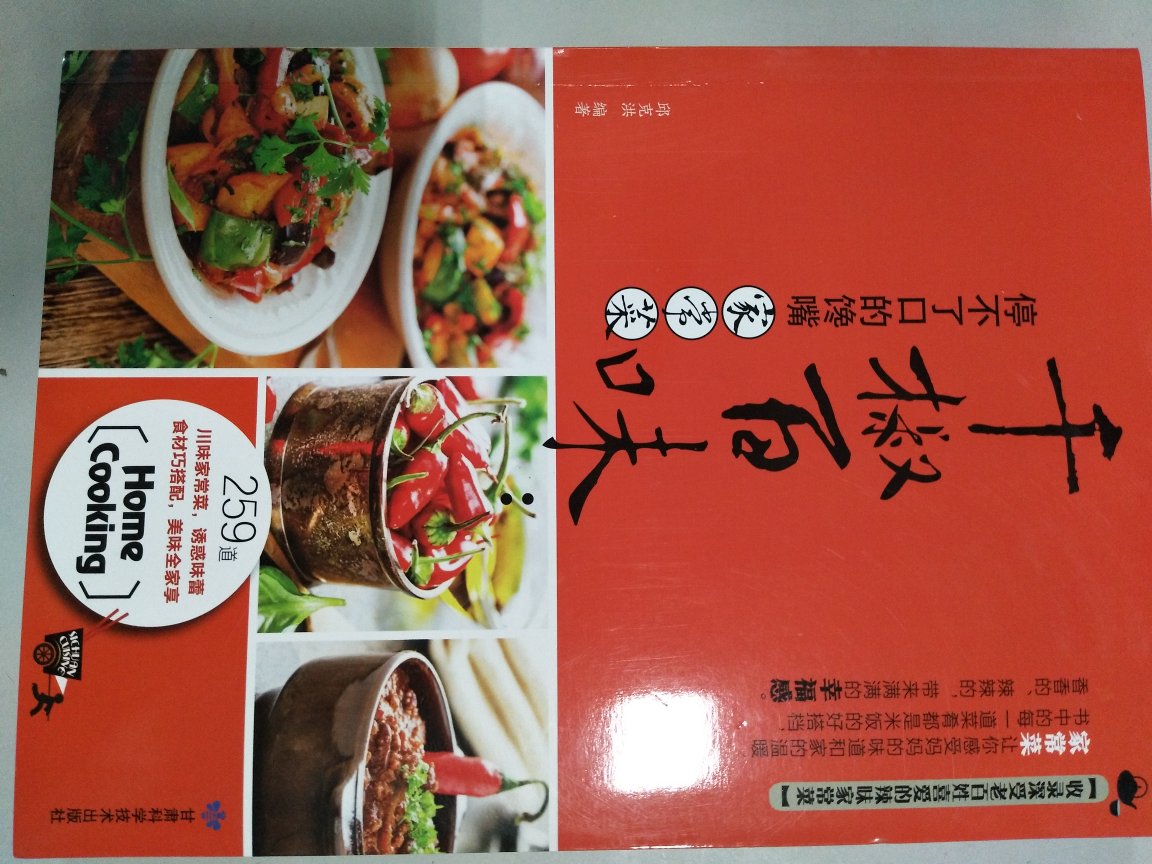 【收录深受老百姓喜爱的辣味家常菜】
家常菜 让你感受妈妈的味道和家的温暖
书中的每一道菜肴都是米饭的好搭档,
香香的、辣辣的、带来满满的幸福感。
千椒百味
停不了口的馋嘴
家常菜
邱克洪 编著
259道
川味家常菜，诱惑味蕾
食材巧搭配，美味全家享
Home
Cooking
SICHUAN
CUISINE
甘肃科学技术出版社